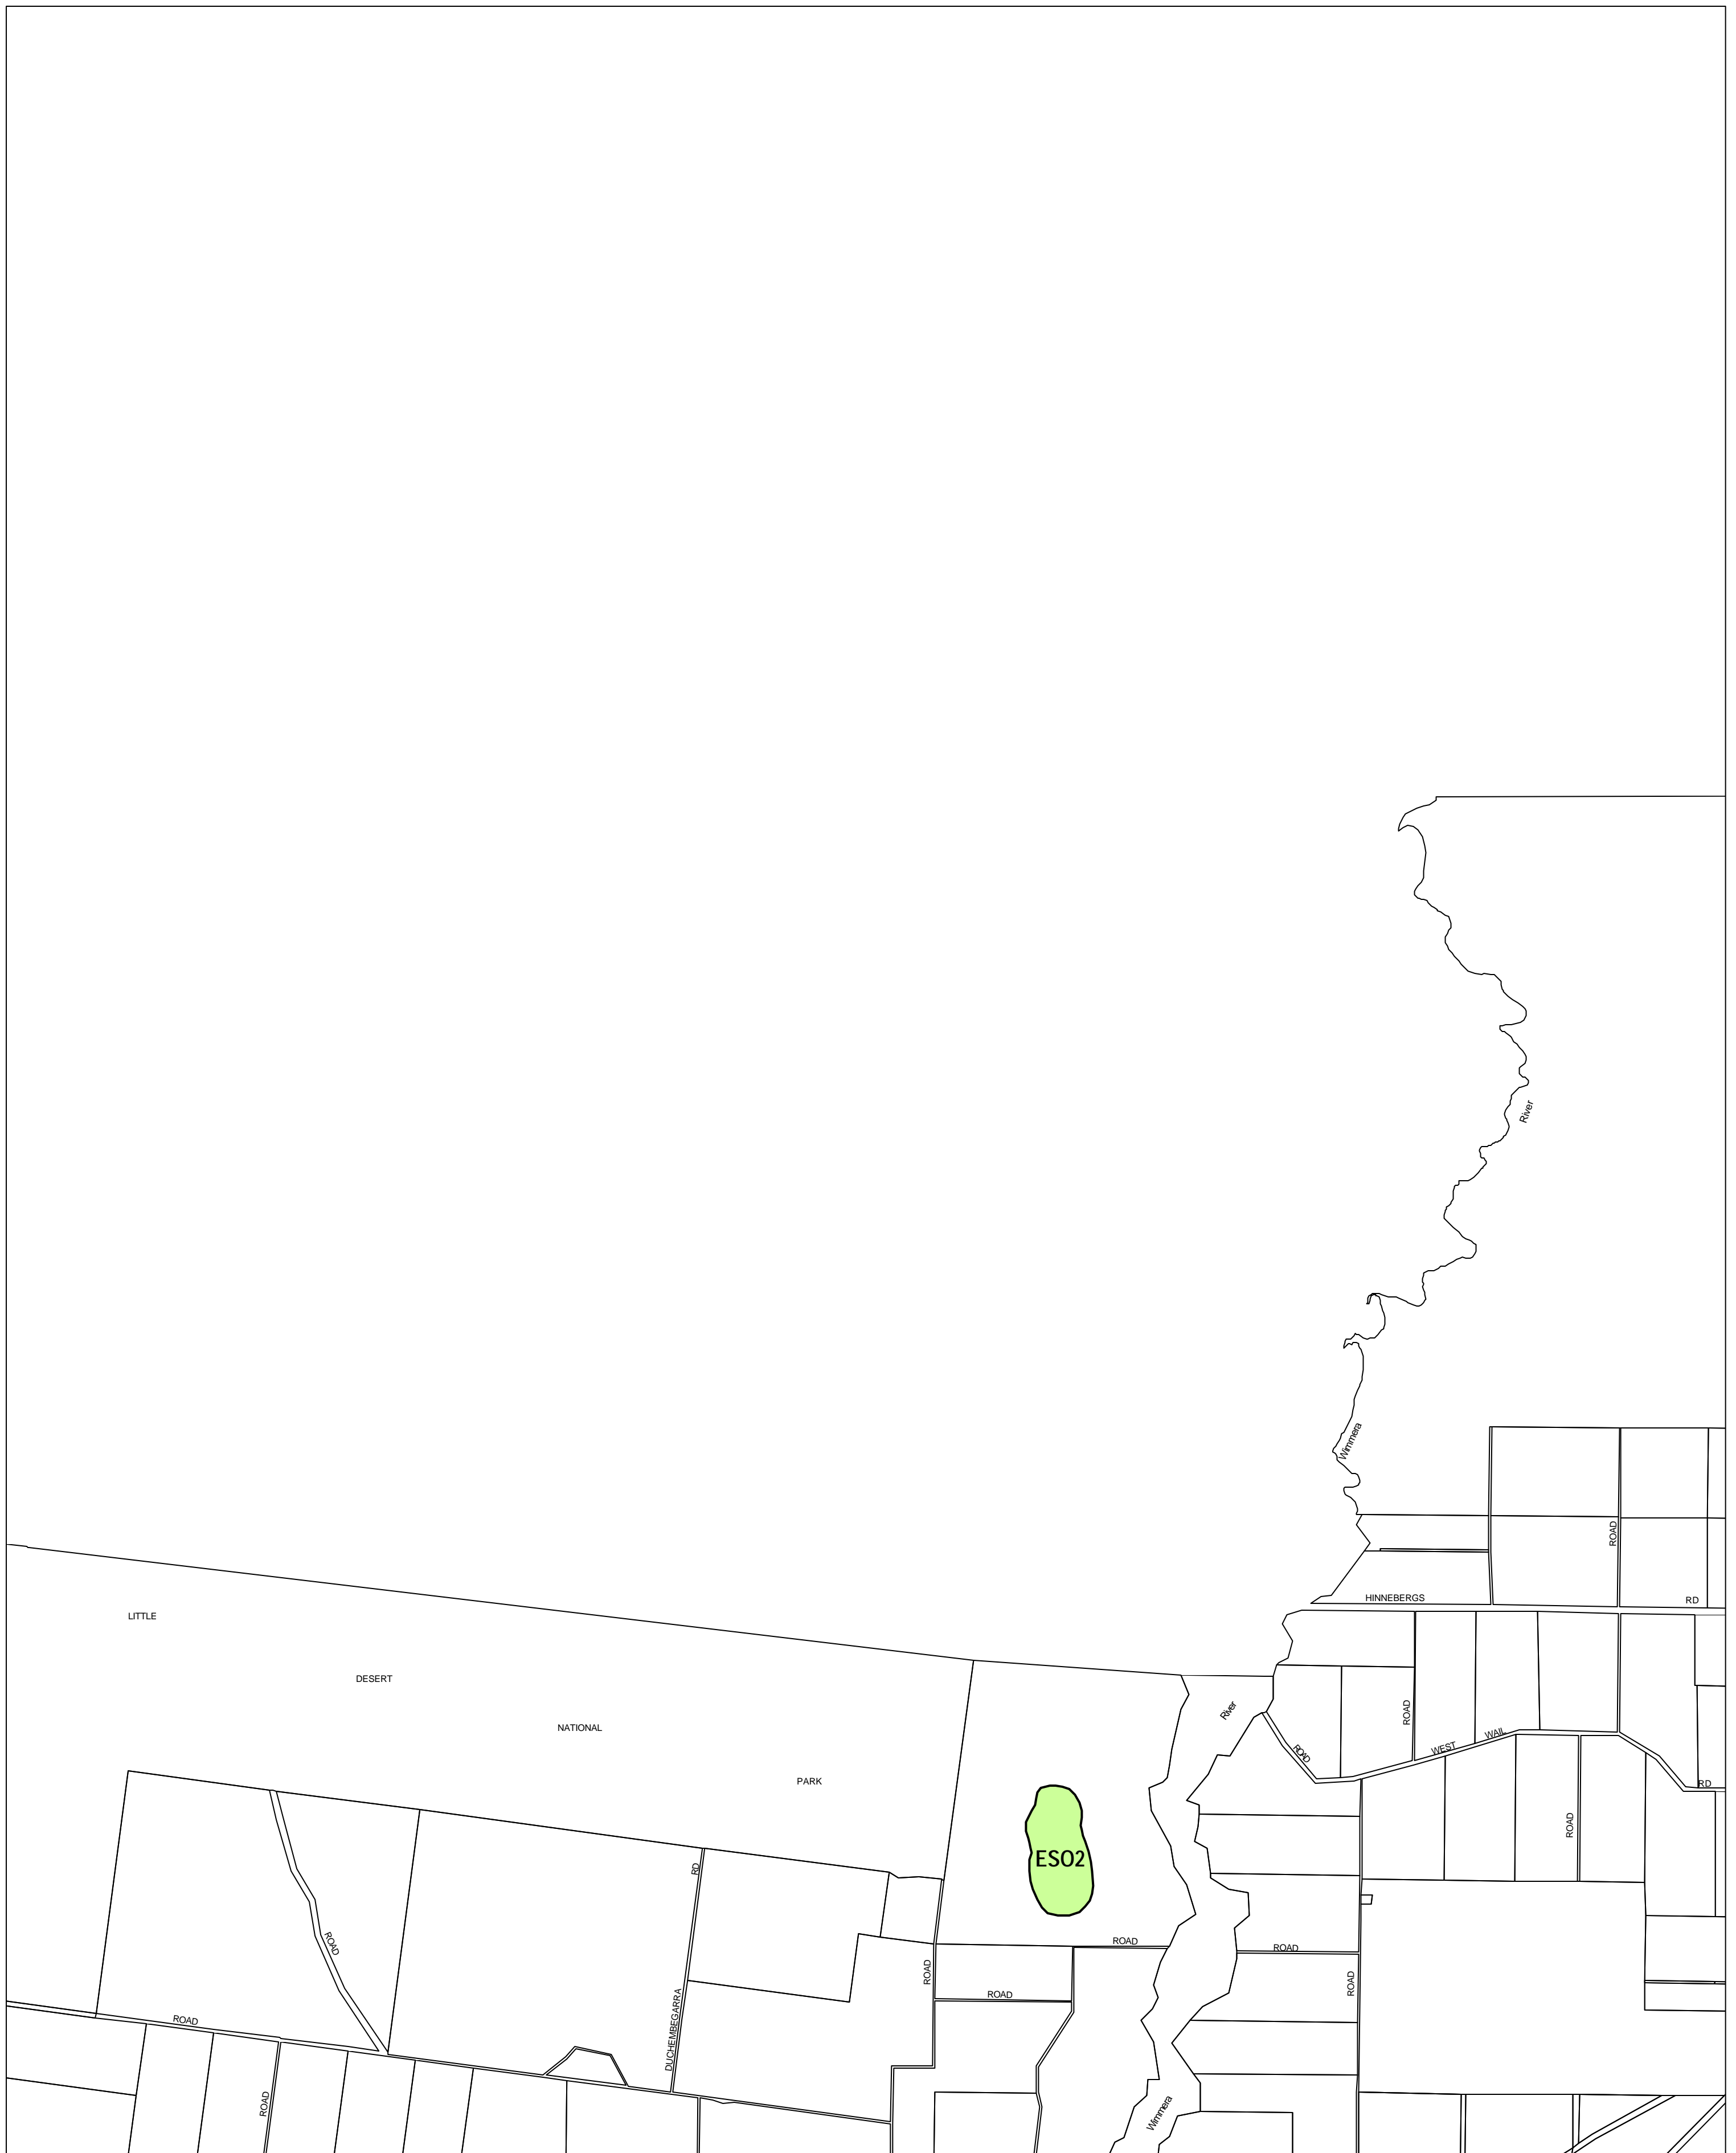 River
Wimmera
ROAD
HINNEBERGS
RD
LITTLE
DESERT
NATIONAL
PARK
River
ROAD
ROAD
WEST
WAIL
RD
ROAD
RD
ESO2
ROAD
ROAD
ROAD
ROAD
ROAD
ROAD
ROAD
DUCHEMBEGARRA
ROAD
Wimmera